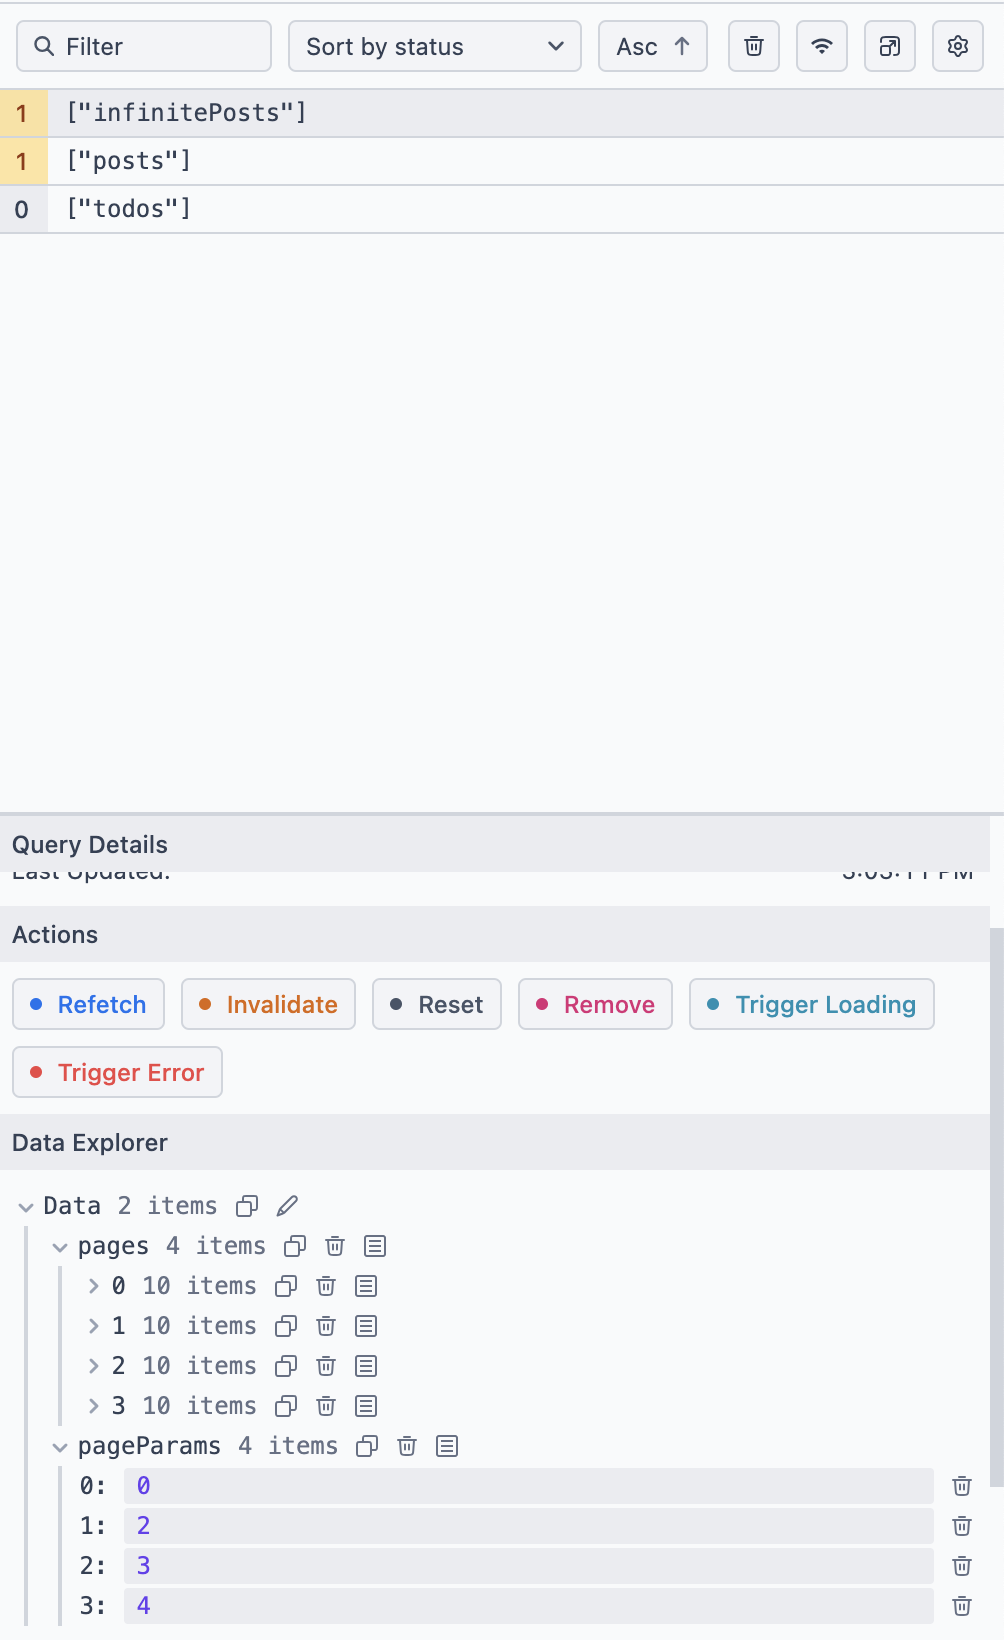 Filter Sort by status Asc ↑
1 ["infinitePosts"]
1 ["posts"]
0 ["todos"]
Query Details
Last Updated:
Actions
Refetch Invalidate Reset Remove Trigger Loading
Trigger Error
Data Explorer
Data 2 items
pages 4 items
0 10 items
1 10 items
2 10 items
3 10 items
pageParams 4 items
0: 0
1: 2
2: 3
3: 4